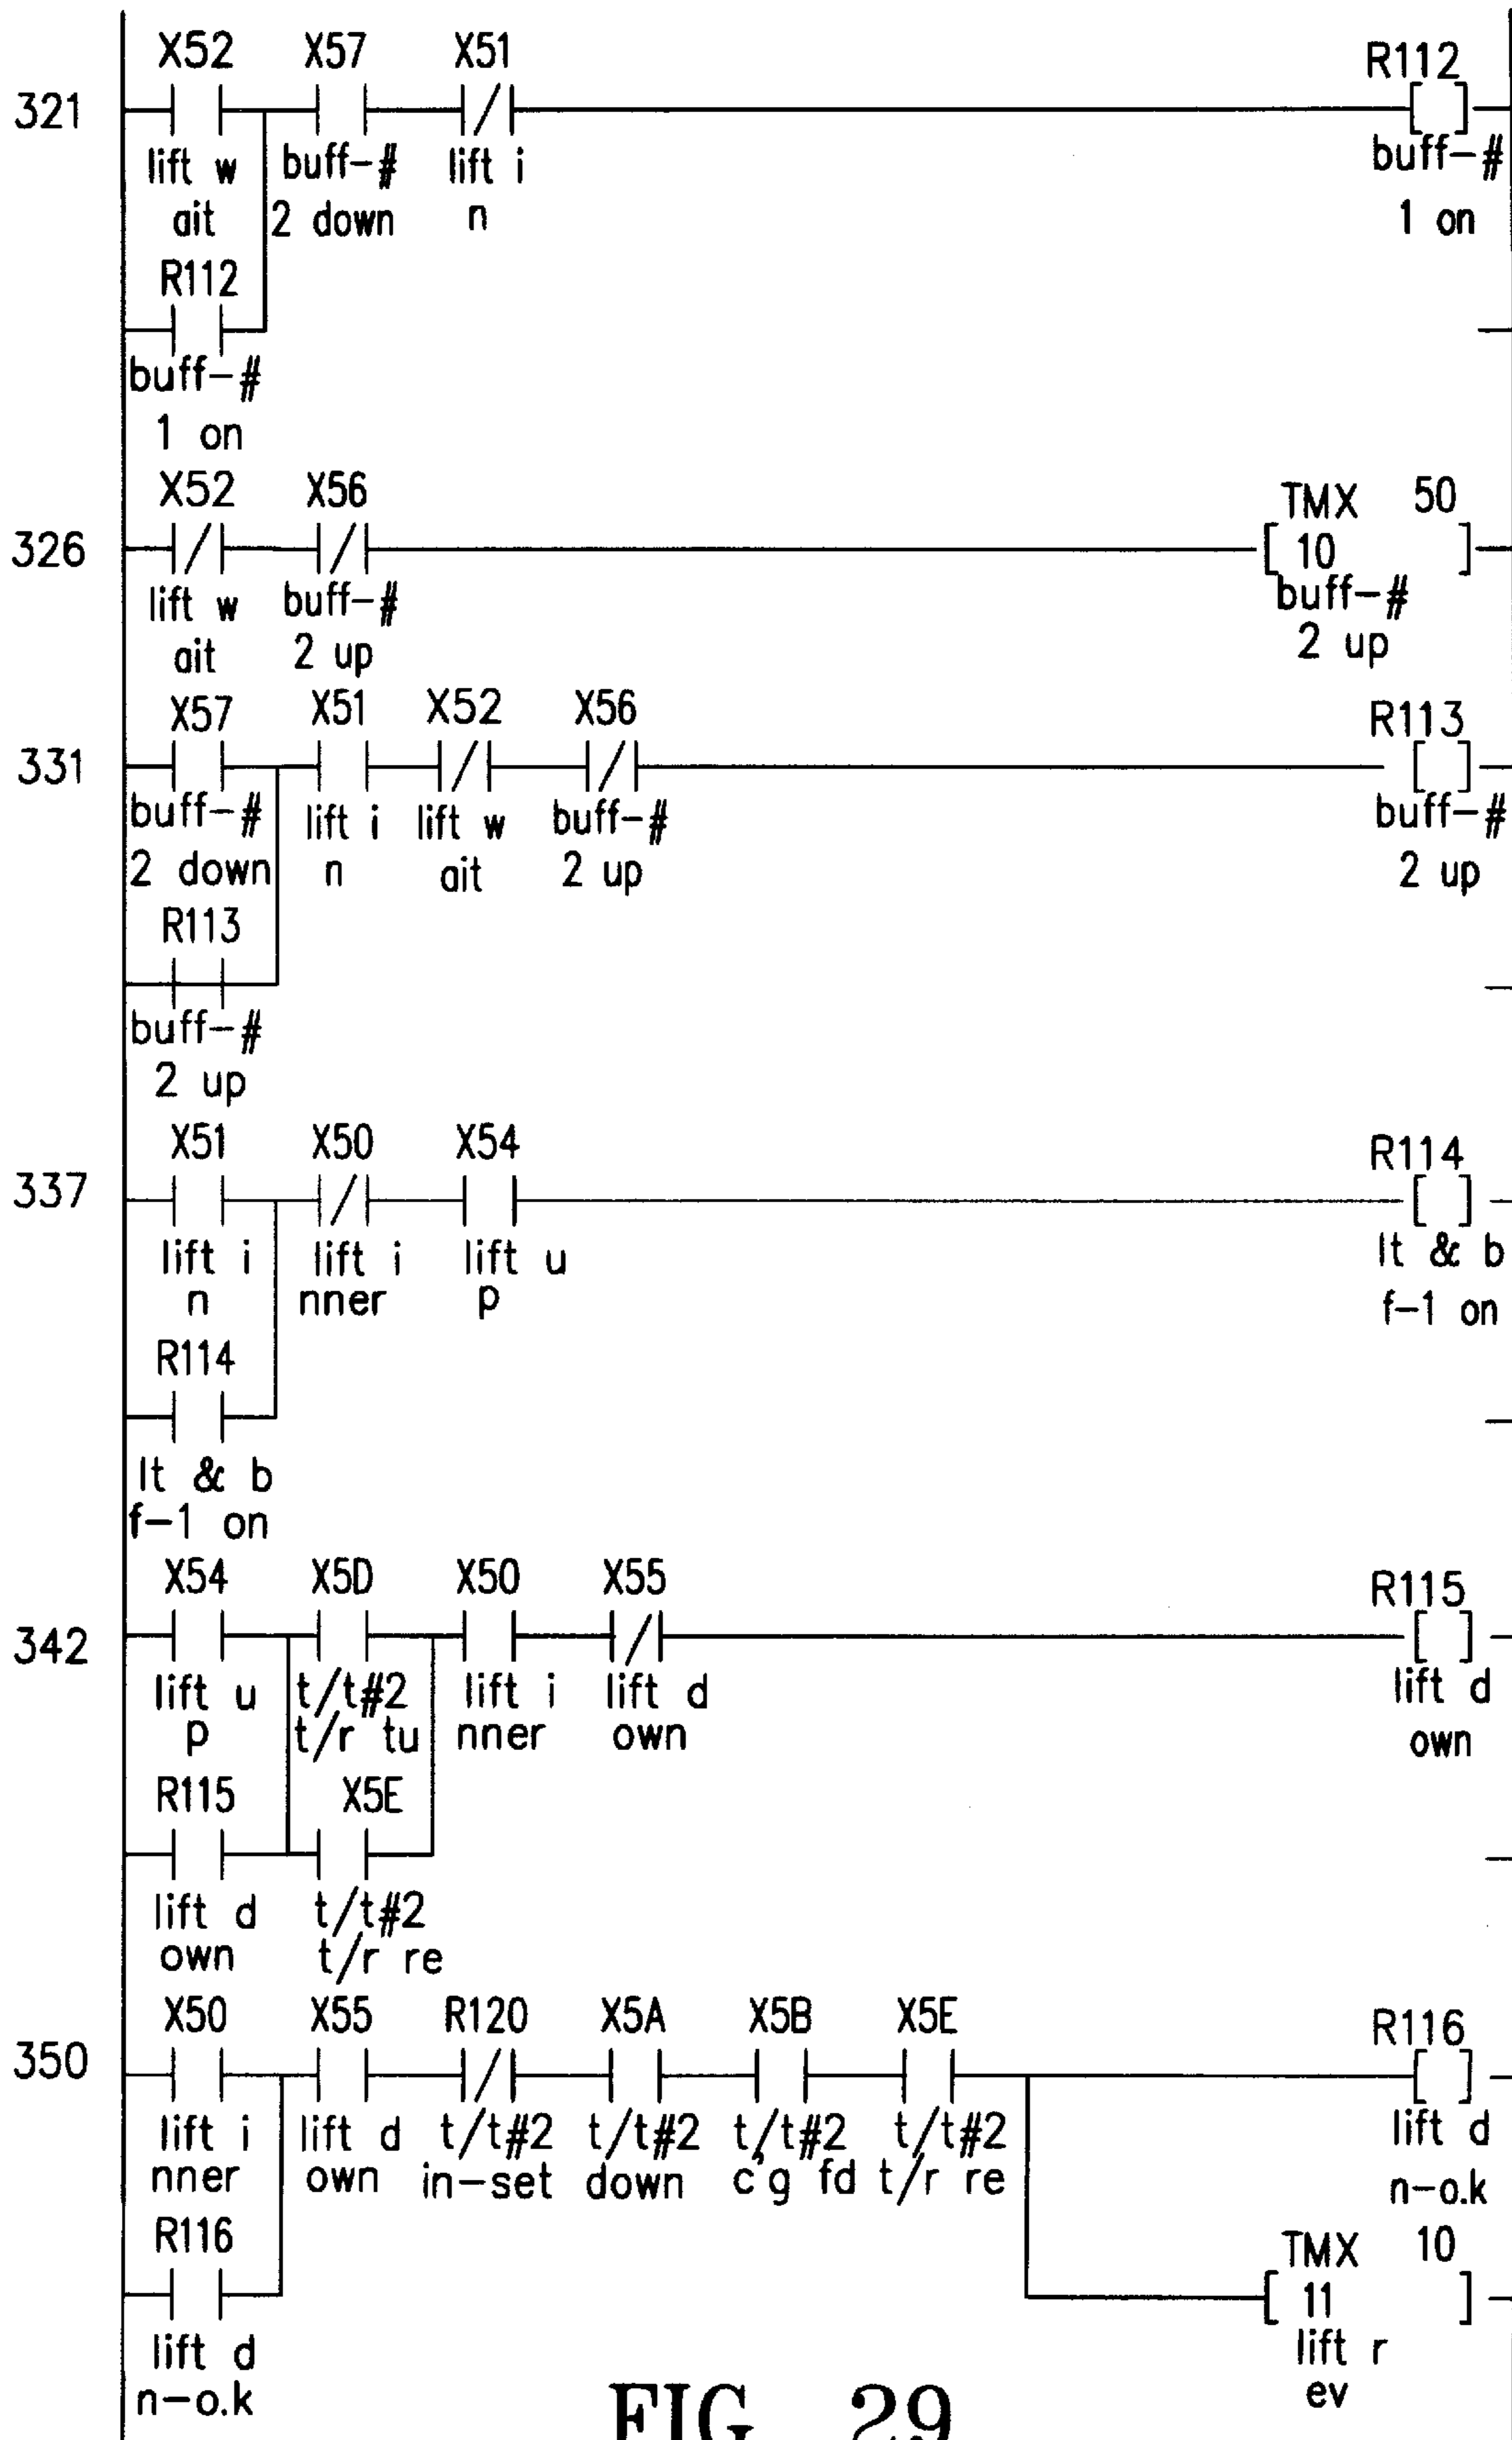 X52 X57 X51 R112
321
lift w buff-# lift i buff-#
ait 2 down n 1 on
R112
buff-#
1 on
X52 X56 TMX 50
326 10
lift w buff-# buff-#
ait 2 up 2 up
X57 X51 X52 X56 R113
331
buff-# lift i lift w buff-# buff-#
2 down n ait 2 up 2 up
R113
buff-#
2 up
X51 X50 X54 R114
337
lift i lift i lift u lt & b
n nner p f-1 on
R114
lt & b
f-1 on
X54 X5D X50 X55 R115
342
lift u t/t#2 lift i lift d lift d
p t/r tu nner own own
R115 X5E
lift d t/t#2
own t/r re
X50 X55 R120 X5A X5B X5E R116
350
lift i lift d t/t#2 t/t#2 t/t#2 t/t#2 lift d
nner own in-set down c'g fd t/r re n-o.k
R116 TMX 10
11
lift d lift r
n-o.k ev
FIG 29